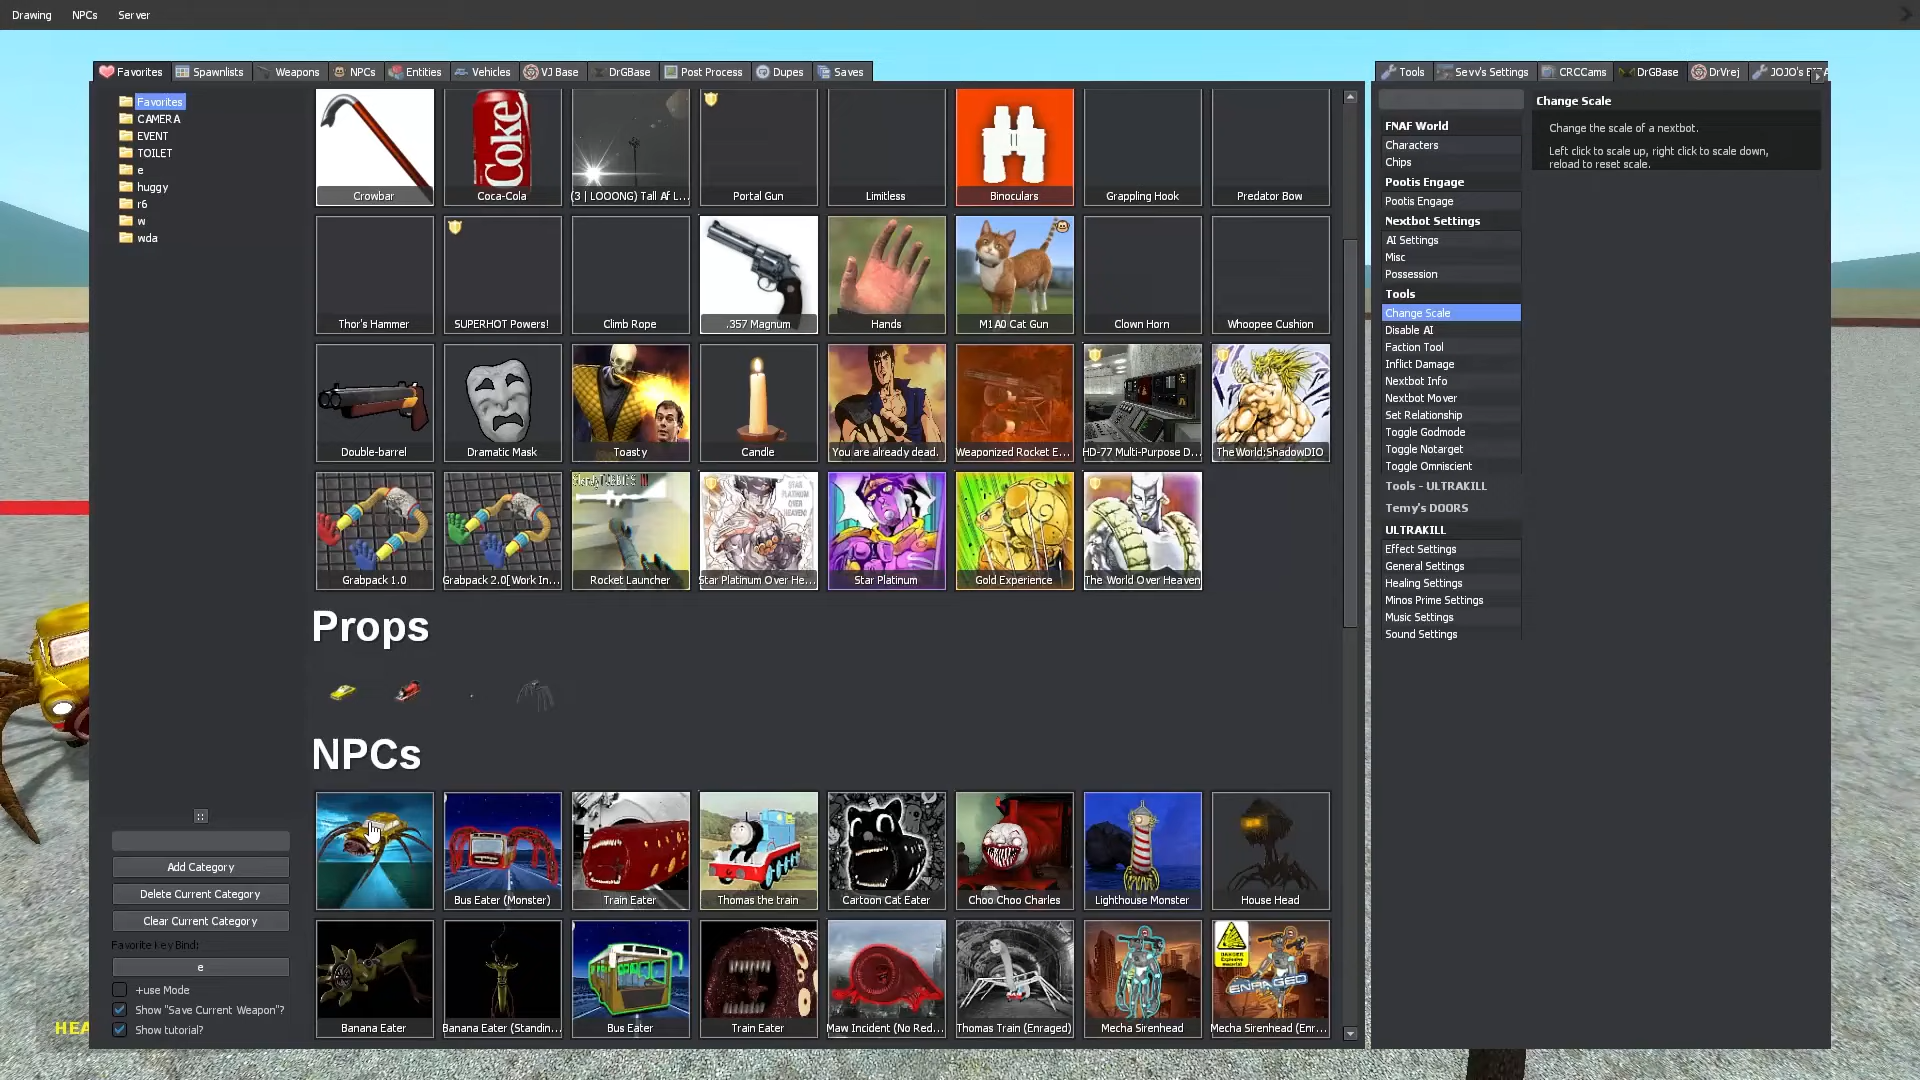 Drawing NPCs Server
Favorites Spawnlists Weapons NPCs Entities Vehicles VJ Base DrGBase Post Process Dupes Saves
Favorites
CAMERA
EVENT
TOILET
e
huggy
r6
w
wda
Crowbar Coca-Cola (3 | LOOONG) Tall Af L... Portal Gun Limitless Binoculars Grappling Hook Predator Bow
Thor's Hammer SUPERHOT Powers! Climb Rope .357 Magnum Hands M1A0 Cat Gun Clown Horn Whoopee Cushion
Double-barrel Dramatic Mask Toasty Candle You are already dead. Weaponized Rocket E... HD-77 Multi-Purpose D... TheWorld:ShadowDIO
Grabpack 1.0 Grabpack 2.0[Work In... Rocket Launcher Star Platinum Over He... Star Platinum Gold Experience The World Over Heaven
Coke
STAR PLATINUM OVER HEAVEN!
Props
NPCs
Bus Eater (Monster) Train Eater Thomas the train Cartoon Cat Eater Choo Choo Charles Lighthouse Monster House Head
Banana Eater Banana Eater (Standin... Bus Eater Train Eater Maw Incident (No Red... Thomas Train (Enraged) Mecha Sirenhead Mecha Sirenhead (Enr...
DANGER
ENRAGED
Add Category
Delete Current Category
Clear Current Category
Favorite Key Bind:
e
+use Mode
Show "Save Current Weapon"?
Show tutorial?
HEA
Tools Sevv's Settings CRCCams DrGBase DrVrej JOJO's
FNAF World
Characters
Chips
Pootis Engage
Pootis Engage
Nextbot Settings
AI Settings
Misc
Possession
Tools
Change Scale
Disable AI
Faction Tool
Inflict Damage
Nextbot Info
Nextbot Mover
Set Relationship
Toggle Godmode
Toggle Notarget
Toggle Omniscient
Tools - ULTRAKILL
Temy's DOORS
ULTRAKILL
Effect Settings
General Settings
Healing Settings
Minos Prime Settings
Music Settings
Sound Settings
Change Scale
Change the scale of a nextbot.
Left click to scale up, right click to scale down,
reload to reset scale.